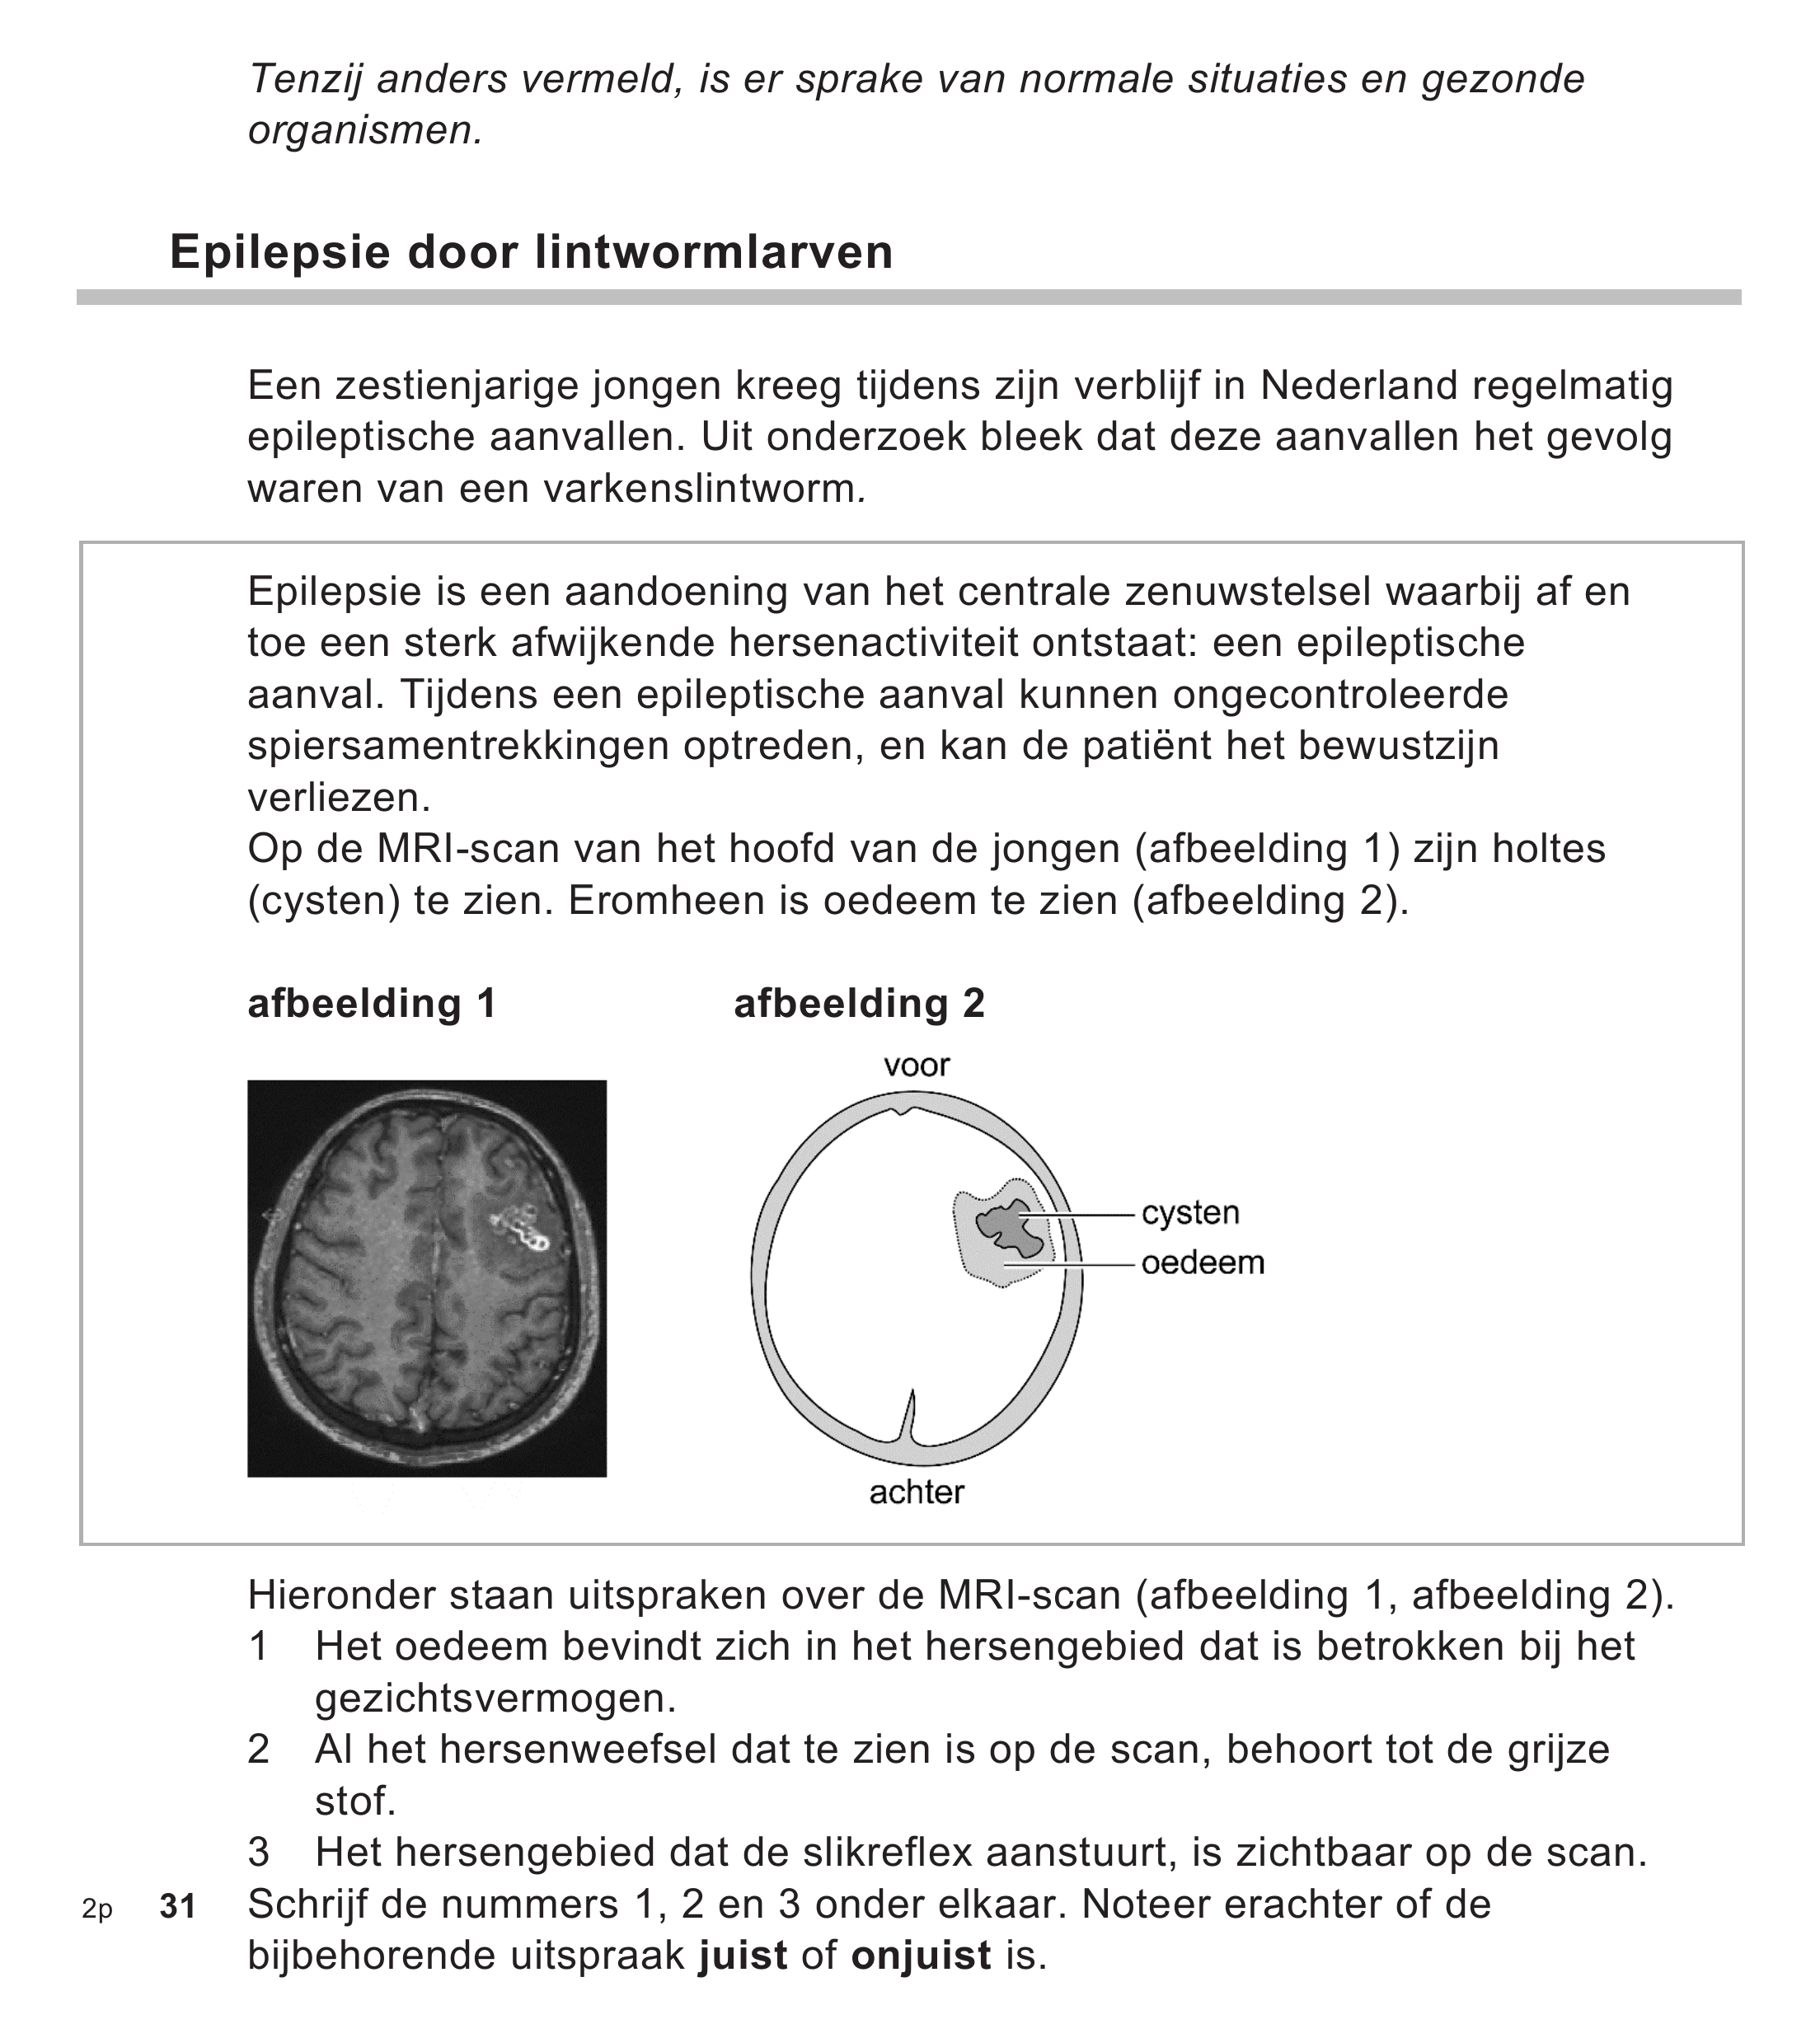 Tenzij anders vermeld, is er sprake van normale situaties en gezonde
organismen.
Epilepsie door lintwormlarven
Een zestienjarige jongen kreeg tijdens zijn verblijf in Nederland regelmatig
epileptische aanvallen. Uit onderzoek bleek dat deze aanvallen het gevolg
waren van een varkenslintworm.
Epilepsie is een aandoening van het centrale zenuwstelsel waarbij af en
toe een sterk afwijkende hersenactiviteit ontstaat: een epileptische
aanval. Tijdens een epileptische aanval kunnen ongecontroleerde
spiersamentrekkingen optreden, en kan de patiënt het bewustzijn
verliezen.
Op de MRI-scan van het hoofd van de jongen (afbeelding 1) zijn holtes
(cysten) te zien. Eromheen is oedeem te zien (afbeelding 2).
afbeelding 1
afbeelding 2
voor
cysten
oedeem
achter
Hieronder staan uitspraken over de MRI-scan (afbeelding 1, afbeelding 2).
1 Het oedeem bevindt zich in het hersengebied dat is betrokken bij het
gezichtsvermogen.
2 Al het hersenweefsel dat te zien is op de scan, behoort tot de grijze
stof.
3 Het hersengebied dat de slikreflex aanstuurt, is zichtbaar op de scan.
2p 31 Schrijf de nummers 1, 2 en 3 onder elkaar. Noteer erachter of de
bijbehorende uitspraak juist of onjuist is.